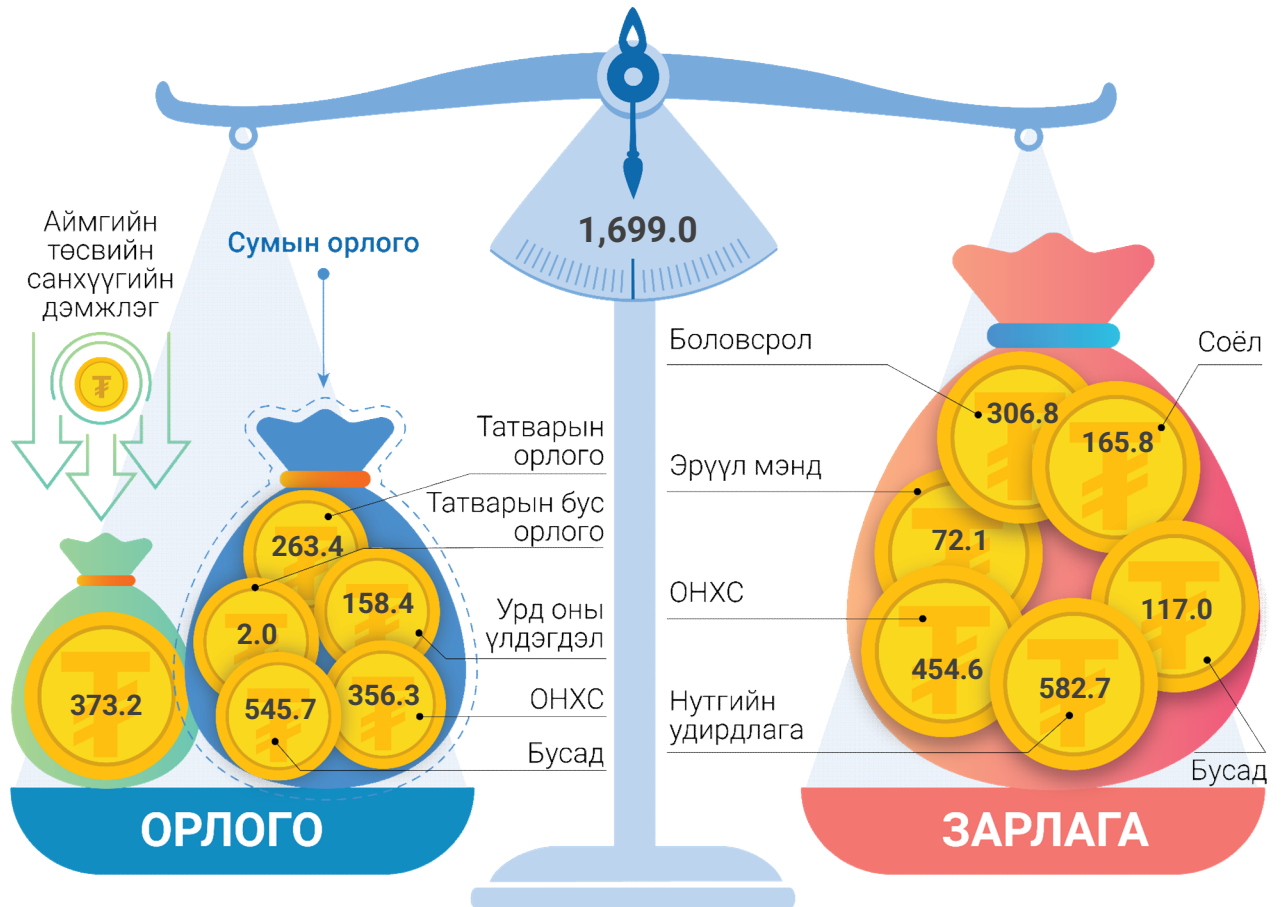 1,699.0
Аймгийн
төсвийн
санхүүгийн
дэмжлэг
Сумын орлого
Татварын
орлого
263.4
Татварын бус
орлого
2.0
Урд оны
үлдэгдэл
158.4
ОНХС
356.3
Бусад
545.7
373.2
ОРЛОГО
Боловсрол
306.8
Соёл
165.8
Эрүүл мэнд
72.1
ОНХС
454.6
Нутгийн
удирдлага
582.7
Бусад
117.0
ЗАРЛАГА